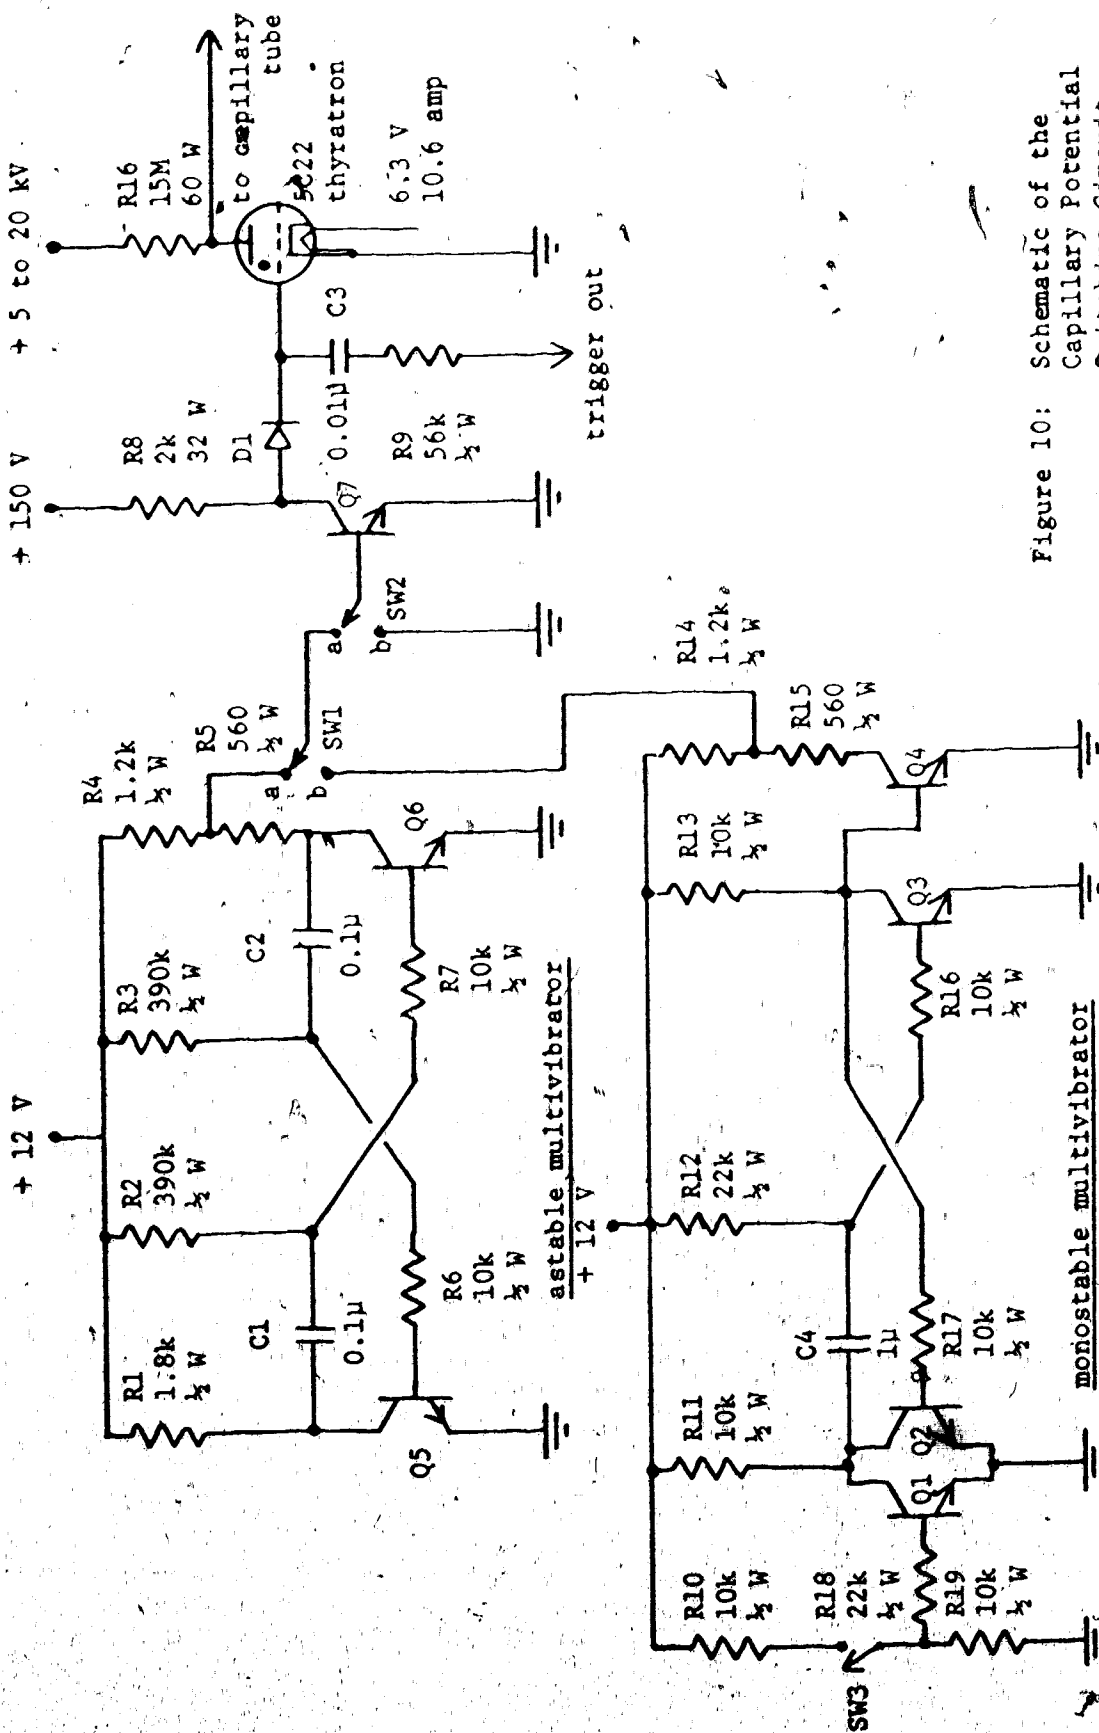 + 12 V
+ 150 V
+ 5 to 20 kV
R1
1.8k
½ W
R2
390k
½ W
R3
390k
½ W
R4
1.2k
½ W
R5
560
½ W
R8
2k
32 W
R16
15M
60 W
to capillary
tube
5C22
thyratron
6.3 V
10.6 amp
C1
0.1μ
C2
0.1μ
D1
C3
0.01μ
R9
56k
½ W
trigger out
Q5
R6
10k
½ W
R7
10k
½ W
Q6
a
b
SW1
a
b
SW2
Q7
astable multivibrator
+ 12 V
R10
10k
½ W
R11
10k
½ W
R12
22k
½ W
R13
10k
½ W
R14
1.2k
½ W
R15
560
½ W
C4
1μ
SW3
R18
22k
½ W
R19
10k
½ W
Q1
Q2
R17
10k
½ W
R16
10k
½ W
Q3
Q4
monostable multivibrator
Figure 10: Schematic of the
Capillary Potential